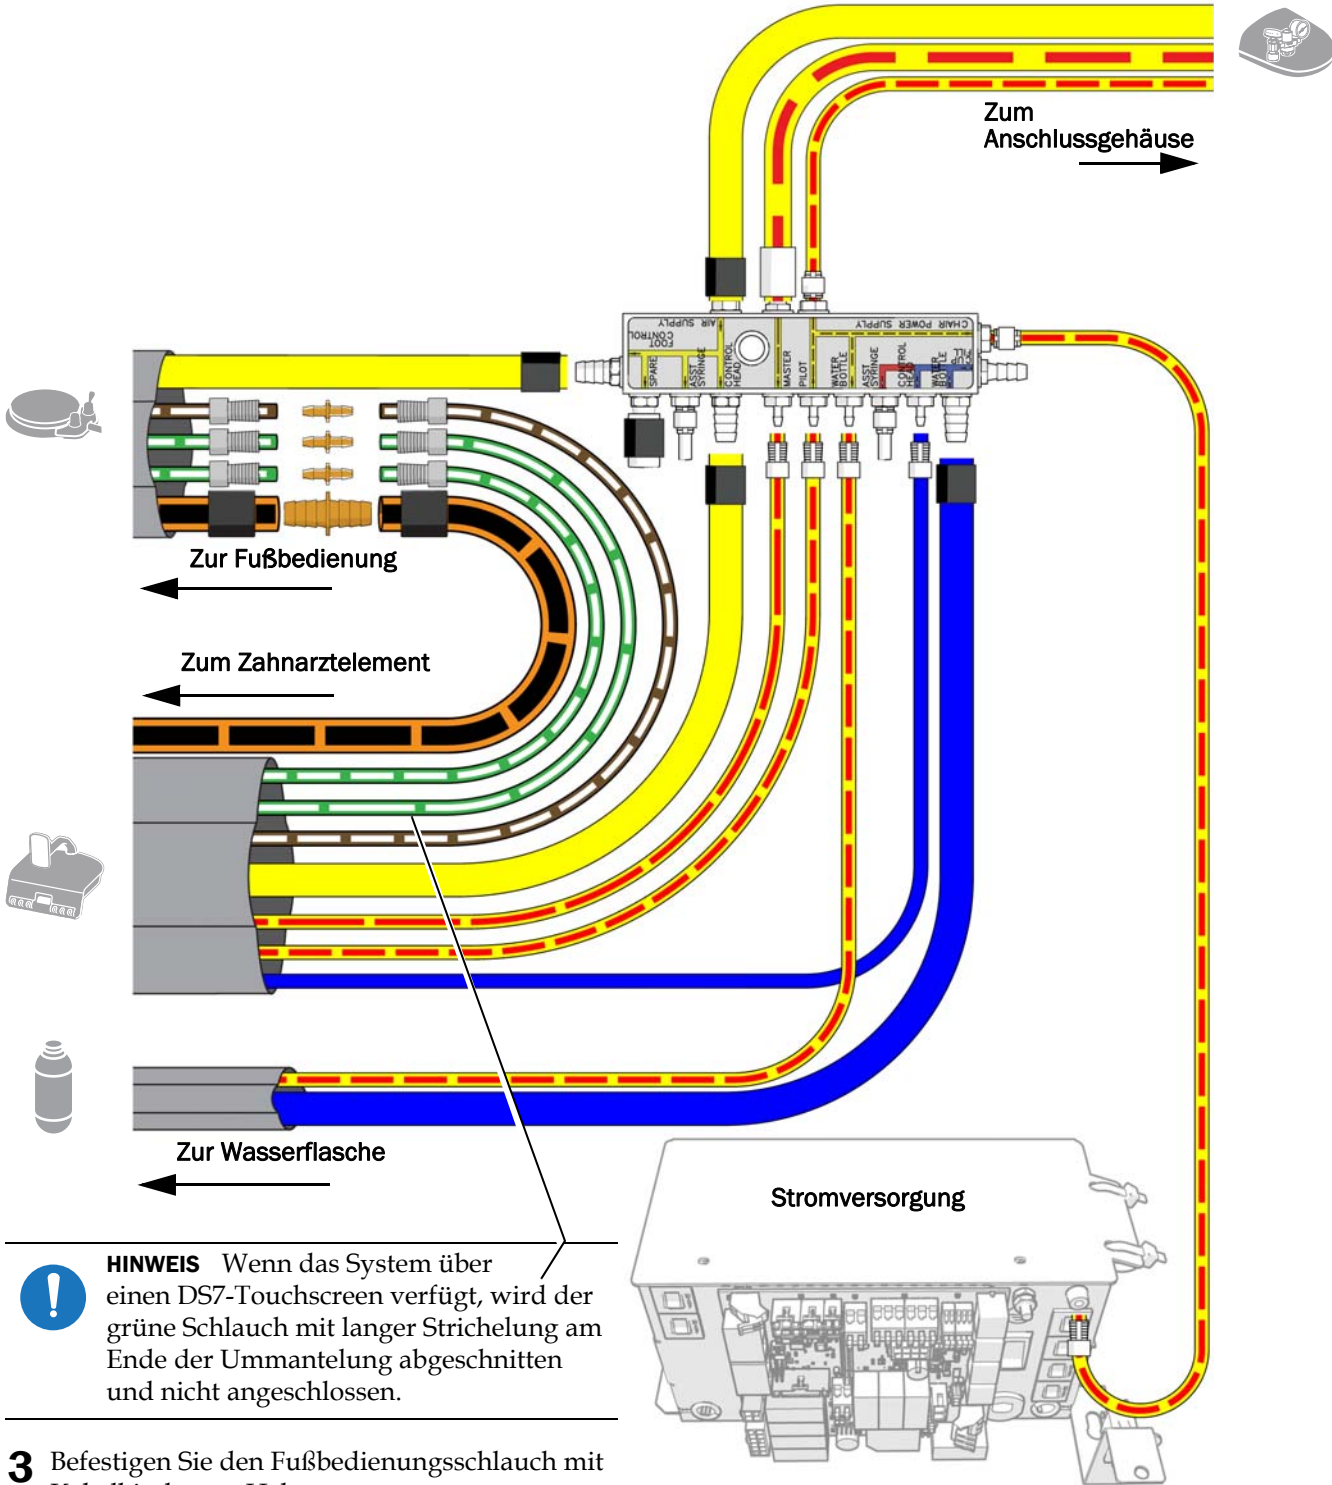 Zum
Anschlussgehäuse
AIR SUPPLY
FOOT
CONTROL
CHAIR POWER SUPPLY
SPARE
ASST
SYRINGE
CONTROL
HEAD
MASTER
PILOT
WATER
BOTTLE
ASST
SYRINGE
CONTROL
HEAD
WATER
BOTTLE
Zur Fußbedienung
Zum Zahnarztelement
Zur Wasserflasche
Stromversorgung
HINWEIS Wenn das System über
einen DS7-Touchscreen verfügt, wird der
grüne Schlauch mit langer Strichelung am
Ende der Ummantelung abgeschnitten
und nicht angeschlossen.
3 Befestigen Sie den Fußbedienungsschlauch mit